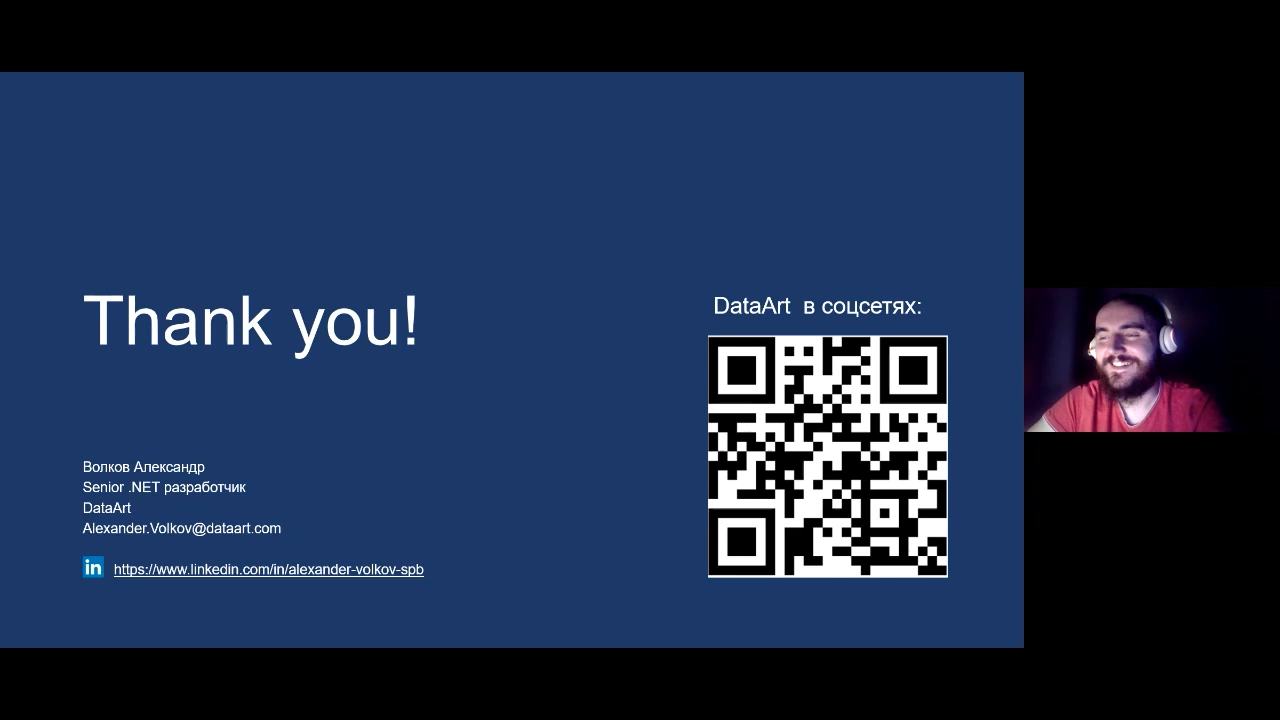 Thank you!
DataArt в соцсетях:
Волков Александр
Senior .NET разработчик
DataArt
Alexander.Volkov@dataart.com
in https://www.linkedin.com/in/alexander-volkov-spb